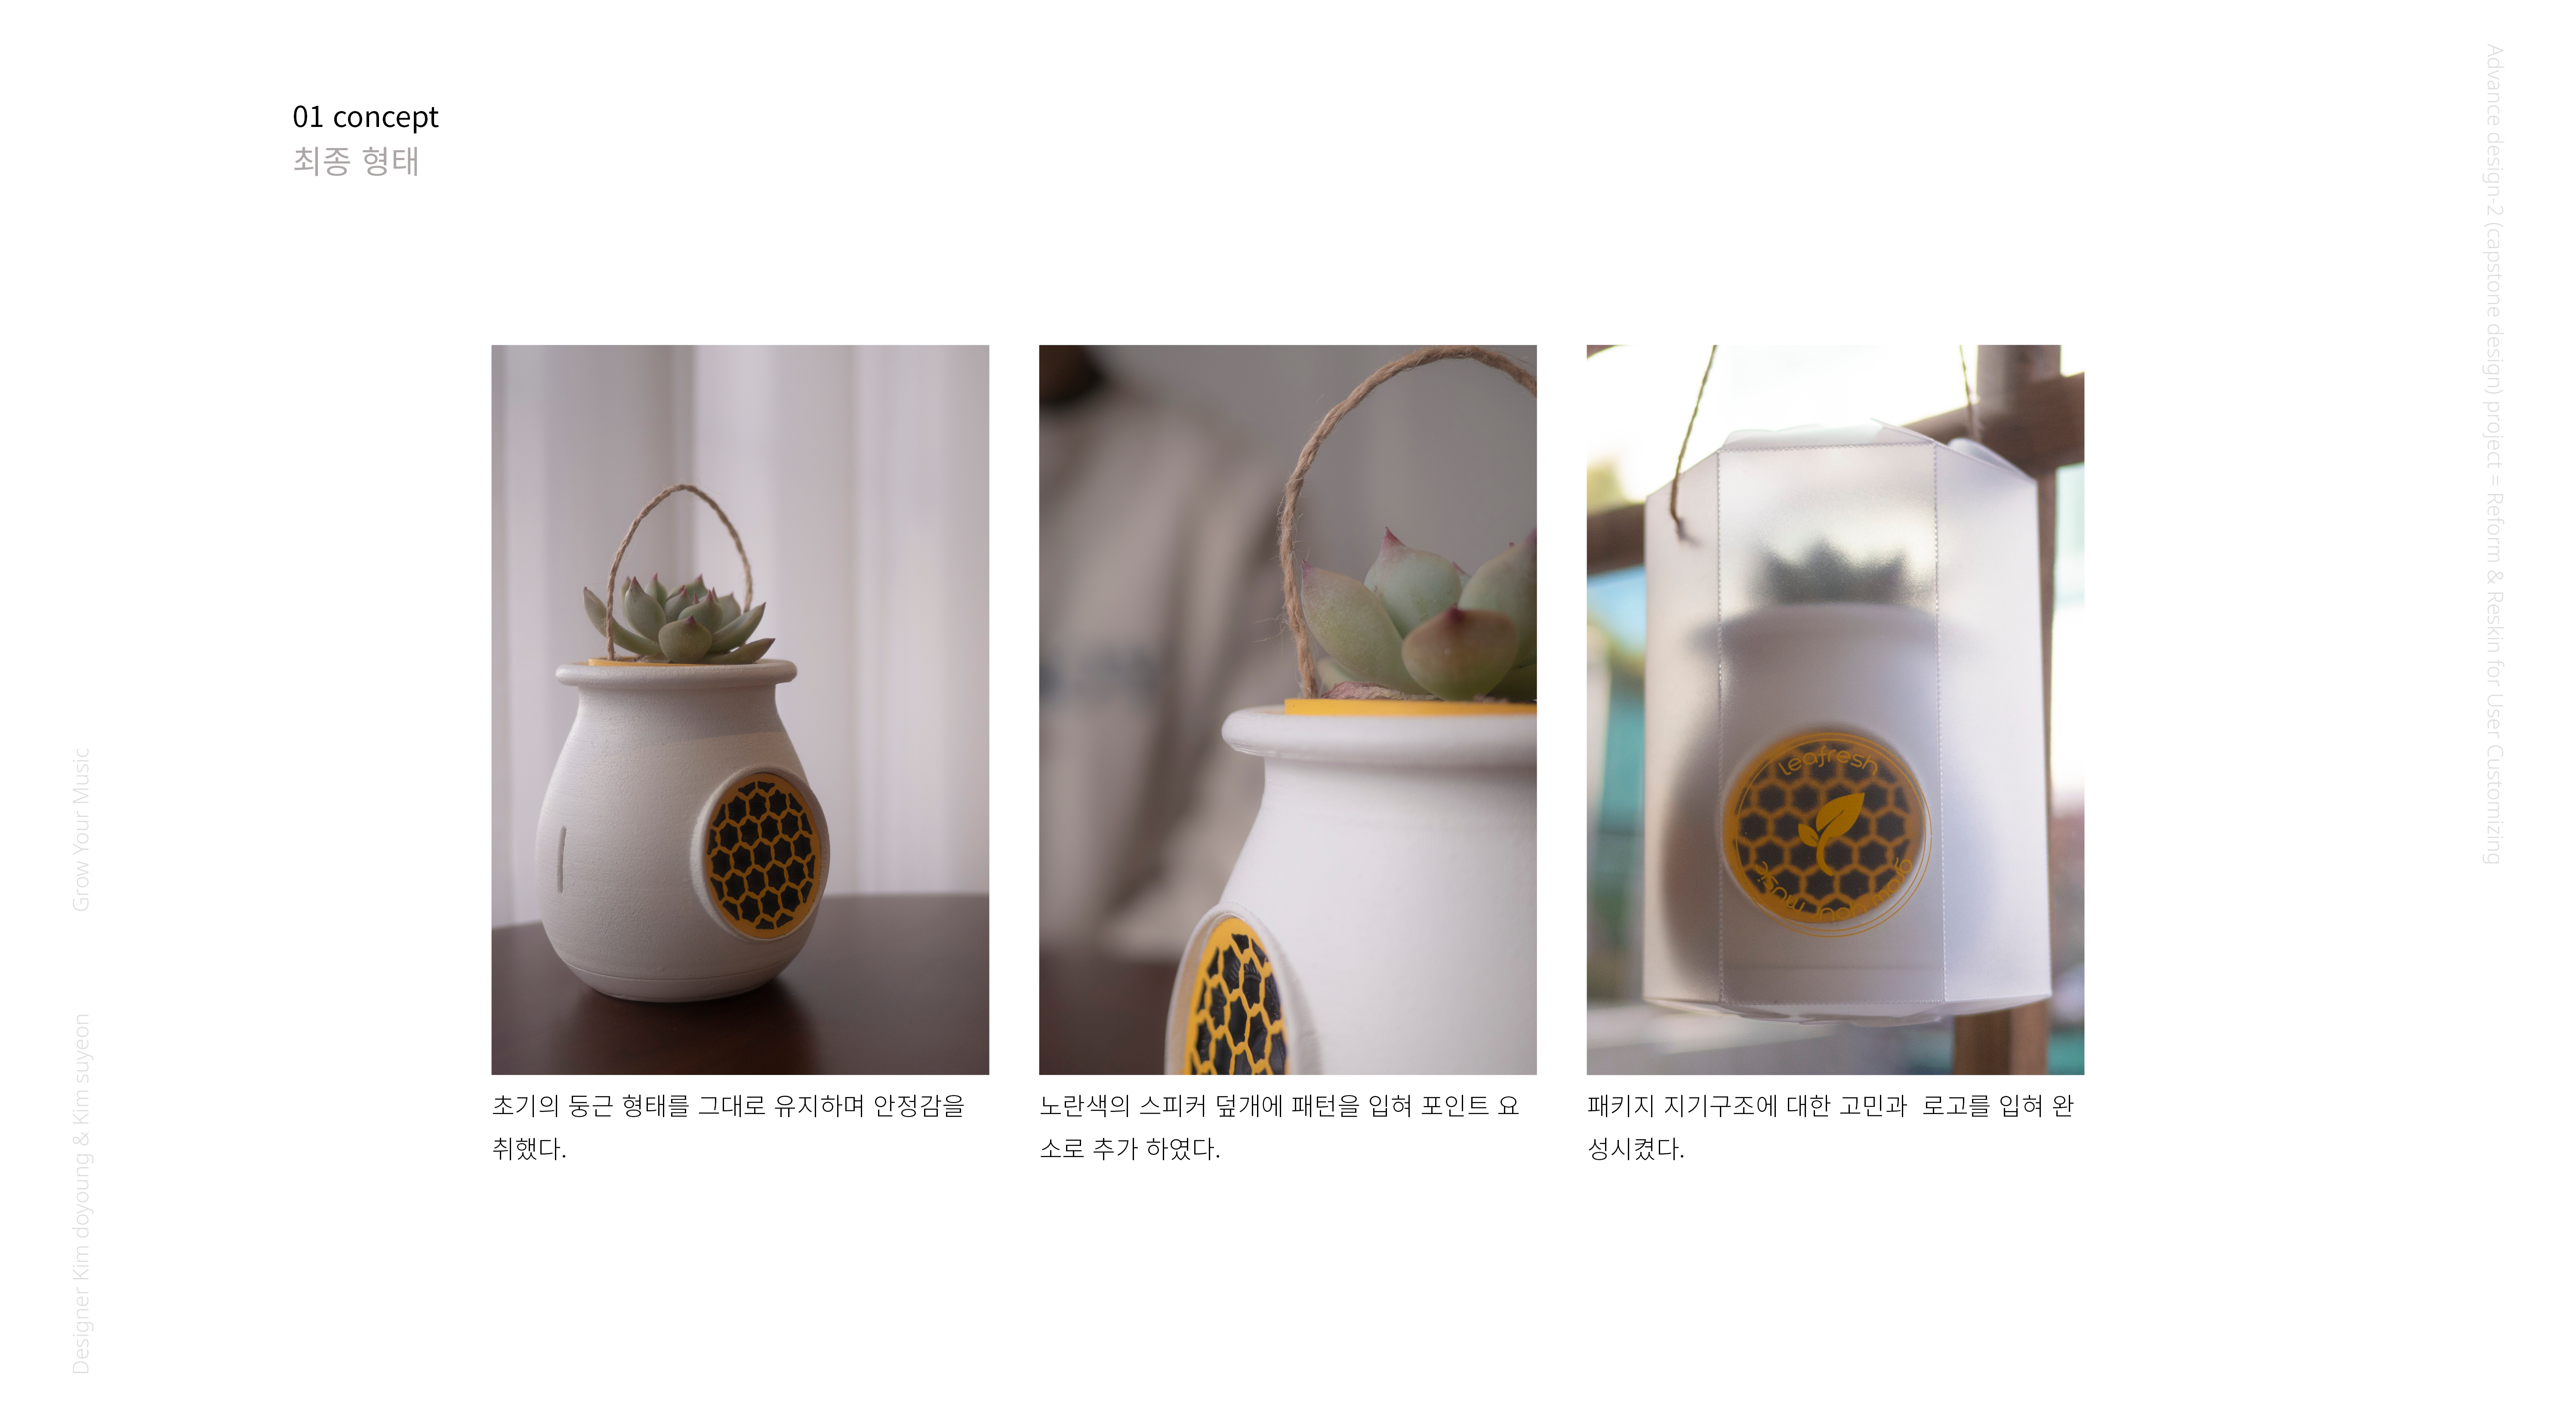 01 concept
최종 형태
초기의 둥근 형태를 그대로 유지하며 안정감을
취했다.
노란색의 스피커 덮개에 패턴을 입혀 포인트 요
소로 추가 하였다.
leafresh
grow your music
패키지 지기구조에 대한 고민과  로고를 입혀 완
성시켰다.
Grow Your Music
Designer Kim doyoung & Kim suyeon
Advance design-2 (capstone design) project = Reform & Reskin for User Customizing